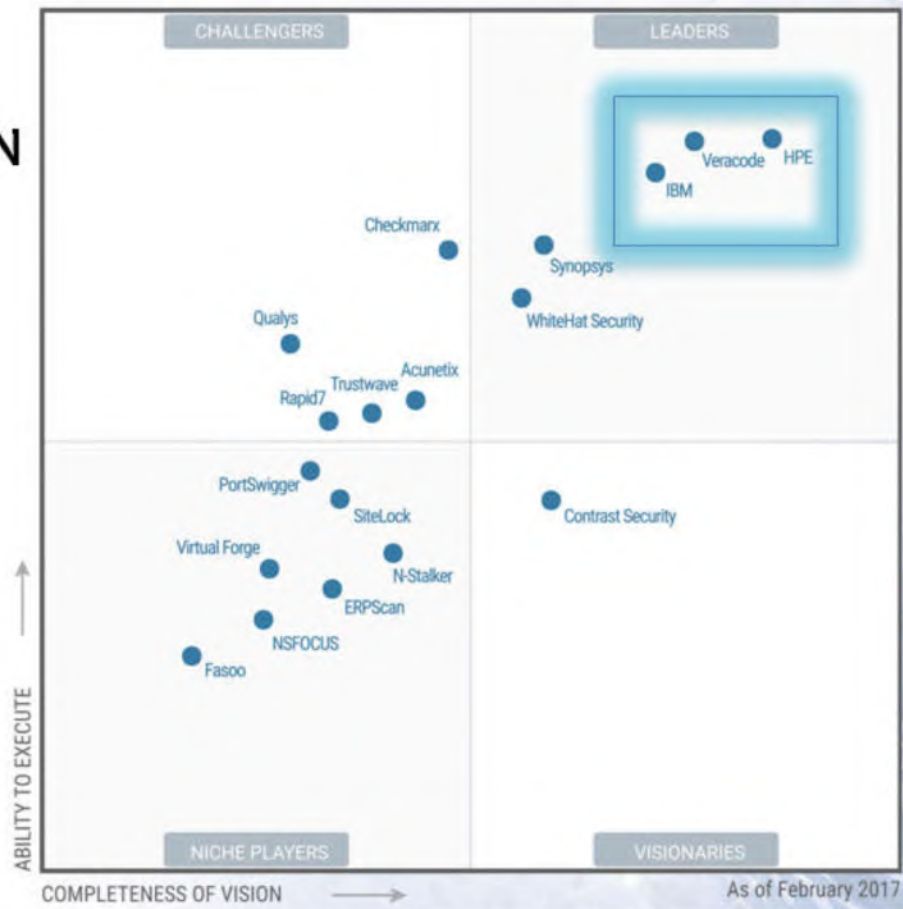 CHALLENGERS
LEADERS
N
Veracode
HPE
IBM
Checkmarx
Synopsys
WhiteHat Security
Qualys
Acunetix
Trustwave
Rapid7
PortSwigger
SiteLock
Contrast Security
Virtual Forge
N-Stalker
ERPScan
NSFOCUS
Fasoo
ABILITY TO EXECUTE
NICHE PLAYERS
VISIONARIES
COMPLETENESS OF VISION
As of February 2017